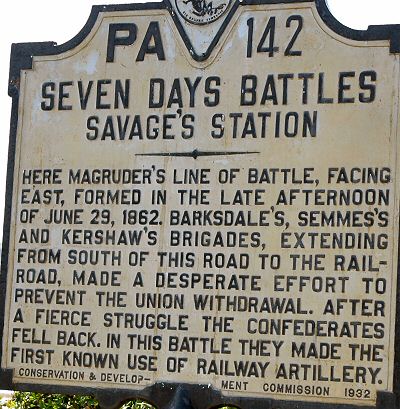 PA 142
SEVEN DAYS BATTLES
SAVAGE'S STATION
HERE MAGRUDER'S LINE OF BATTLE, FACING
EAST, FORMED IN THE LATE AFTERNOON
OF JUNE 29, 1862. BARKSDALE'S, SEMMES'S
AND KERSHAW'S BRIGADES, EXTENDING
FROM SOUTH OF THIS ROAD TO THE RAIL-
ROAD, MADE A DESPERATE EFFORT TO
PREVENT THE UNION WITHDRAWAL. AFTER
A FIERCE STRUGGLE THE CONFEDERATES
FELL BACK. IN THIS BATTLE THEY MADE THE
FIRST KNOWN USE OF RAILWAY ARTILLERY.
CONSERVATION & DEVELOP- MENT COMMISSION 1932